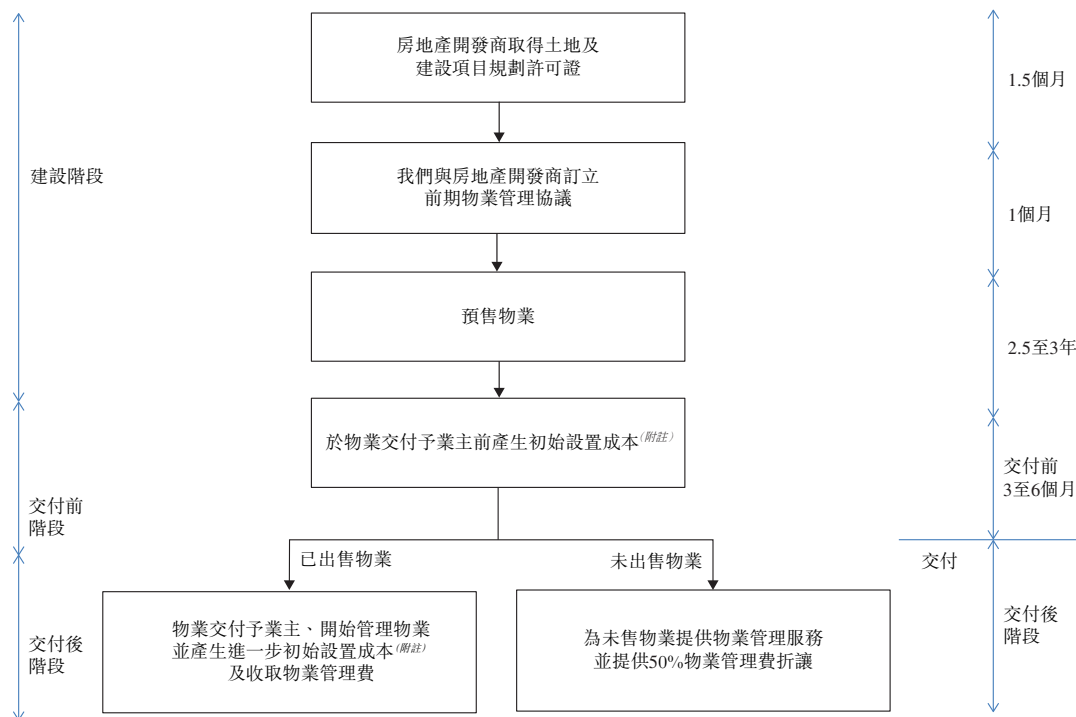 房地產開發商取得土地及
建設項目規劃許可證
1.5個月
建設階段
我們與房地產開發商訂立
前期物業管理協議
1個月
預售物業
2.5至3年
於物業交付予業主前產生初始設置成本(附註)
交付前
3至6個月
交付前
階段
已出售物業
未出售物業
交付
物業交付予業主、開始管理物業
並產生進一步初始設置成本(附註)
及收取物業管理費
為未售物業提供物業管理服務
並提供50%物業管理費折讓
交付後
階段
交付後
階段